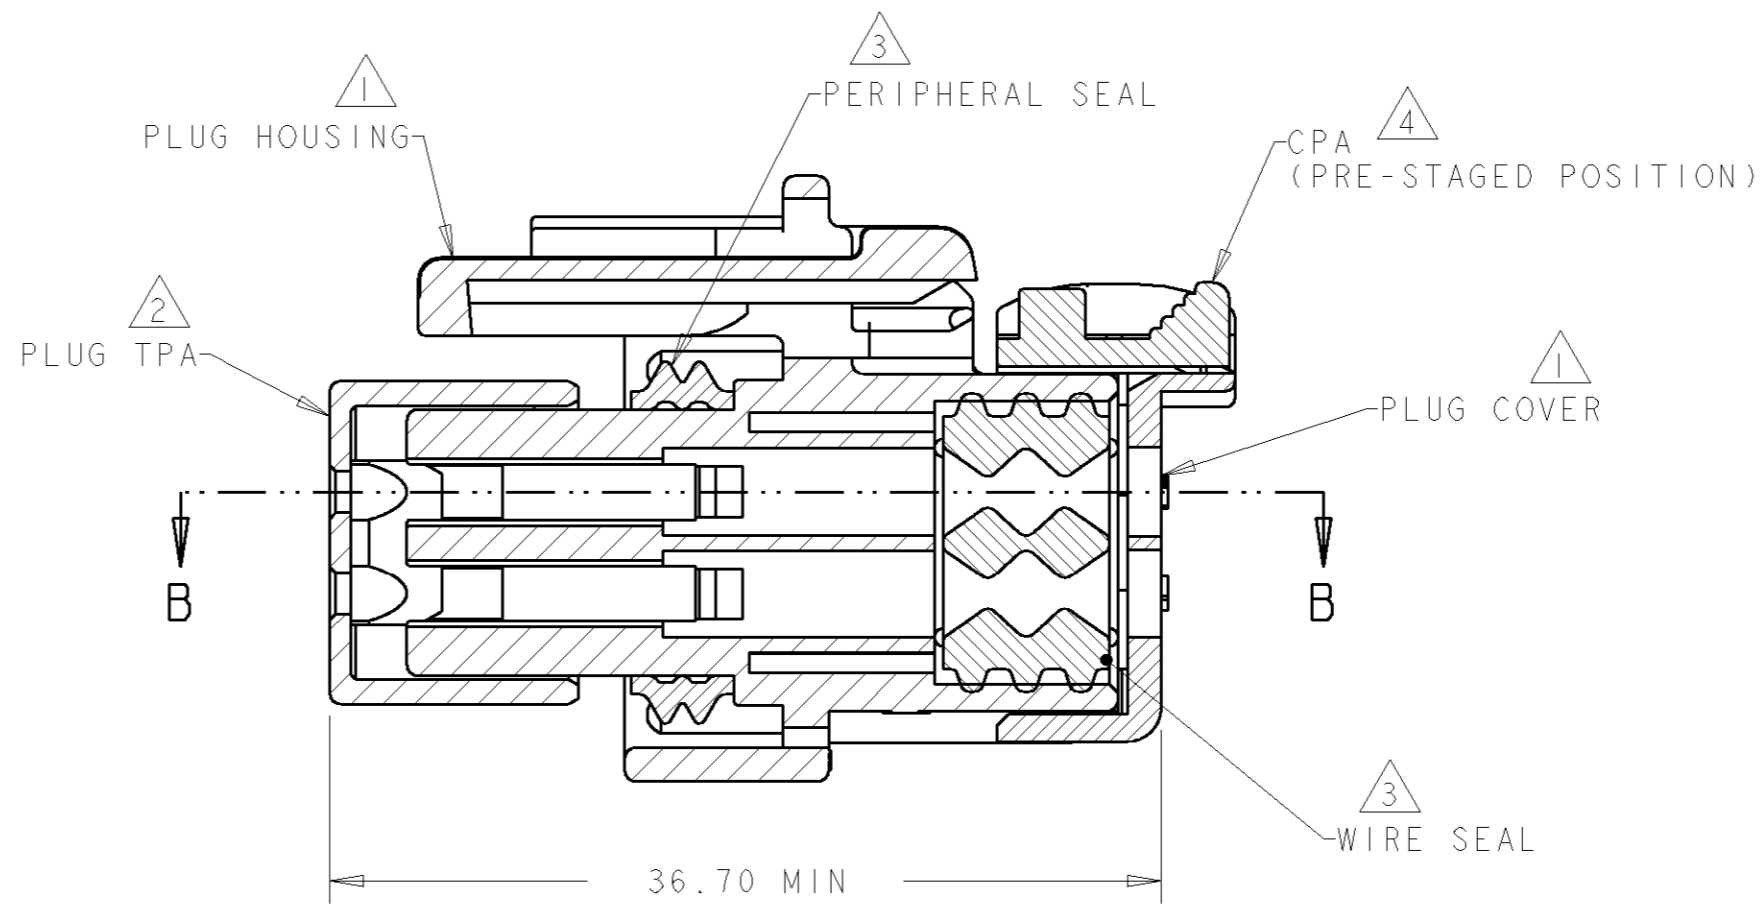 3
PERIPHERAL SEAL
1
PLUG HOUSING
4
CPA
(PRE-STAGED POSITION)
2
PLUG TPA
1
PLUG COVER
B
B
3
WIRE SEAL
36.70 MIN